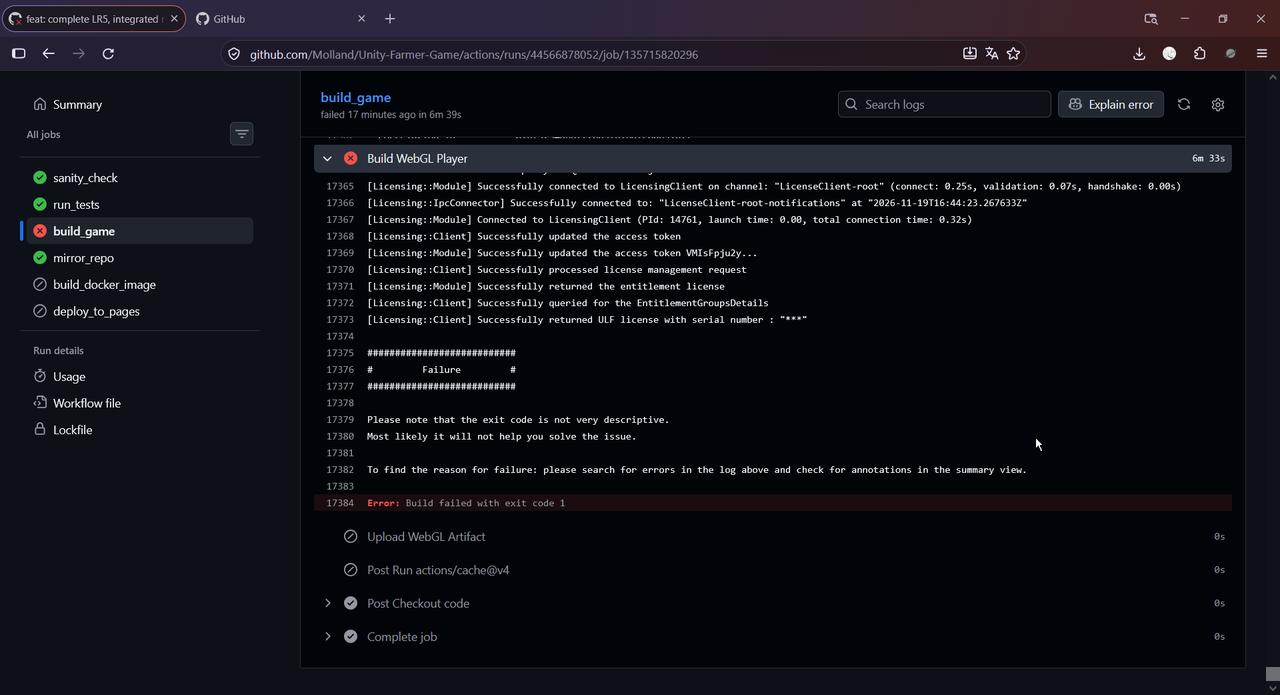 feat: complete LR5, integrated
GitHub
github.com/Molland/Unity-Farmer-Game/actions/runs/44566878052/job/135715820296
Summary
All jobs
sanity_check
run_tests
build_game
mirror_repo
build_docker_image
deploy_to_pages
Run details
Usage
Workflow file
Lockfile
build_game
failed 17 minutes ago in 6m 39s
Search logs
Explain error
Build WebGL Player 6m 33s
17365 [Licensing::Module] Successfully connected to LicensingClient on channel: "LicenseClient-root" (connect: 0.25s, validation: 0.07s, handshake: 0.00s)
17366 [Licensing::IpcConnector] Successfully connected to: "LicenseClient-root-notifications" at "2026-11-19T16:44:23.267633Z"
17367 [Licensing::Module] Connected to LicensingClient (PId: 14761, launch time: 0.00, total connection time: 0.32s)
17368 [Licensing::Client] Successfully updated the access token
17369 [Licensing::Module] Successfully updated the access token VMIsFpju2y...
17370 [Licensing::Client] Successfully processed license management request
17371 [Licensing::Module] Successfully returned the entitlement license
17372 [Licensing::Client] Successfully queried for the EntitlementGroupsDetails
17373 [Licensing::Client] Successfully returned ULF license with serial number : "***"
17374
17375 ###########################
17376 # Failure #
17377 ###########################
17378
17379 Please note that the exit code is not very descriptive.
17380 Most likely it will not help you solve the issue.
17381
17382 To find the reason for failure: please search for errors in the log above and check for annotations in the summary view.
17383
17384 Error: Build failed with exit code 1
Upload WebGL Artifact 0s
Post Run actions/cache@v4 0s
Post Checkout code 0s
Complete job 0s